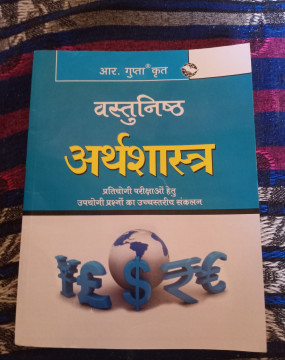 आर. गुप्ता® कृत
वस्तुनिष्ठ
अर्थशास्त्र
प्रतियोगी परीक्षाओं हेतु
उपयोगी प्रश्नों का उच्चस्तरीय संकलन
¥£$₹€